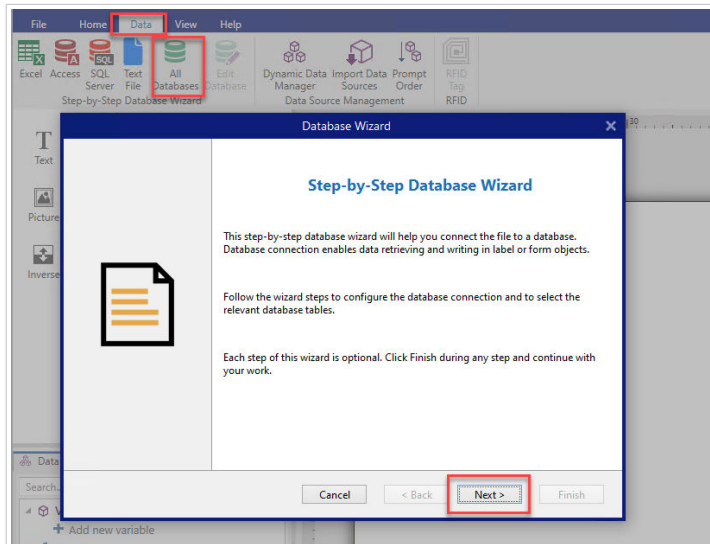 File Home Data View Help
Excel Access SQL Server Text File All Databases Edit Database Dynamic Data Manager Import Data Sources Prompt Order RFID Tag
Step-by-Step Database Wizard Data Source Management RFID
Database Wizard
30
Text
Picture
Inverse
Step-by-Step Database Wizard
This step-by-step database wizard will help you connect the file to a database.
Database connection enables data retrieving and writing in label or form objects.
Follow the wizard steps to configure the database connection and to select the
relevant database tables.
Each step of this wizard is optional. Click Finish during any step and continue with
your work.
Cancel < Back Next > Finish
Data
Search..
Add new variable